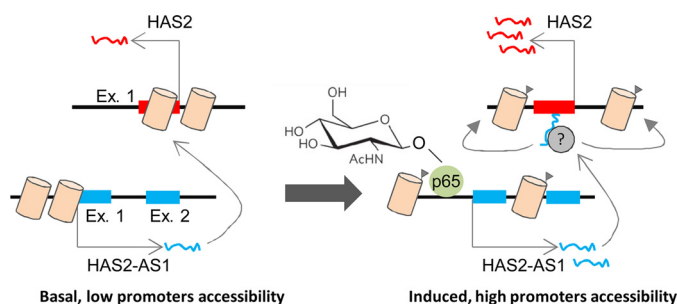 HAS2
Ex. 1
Ex. 1
Ex. 2
HAS2-AS1
Basal, low promoters accessibility
OH
HO
HO
AcHN
O
O
p65
HAS2
?
HAS2-AS1
Induced, high promoters accessibility